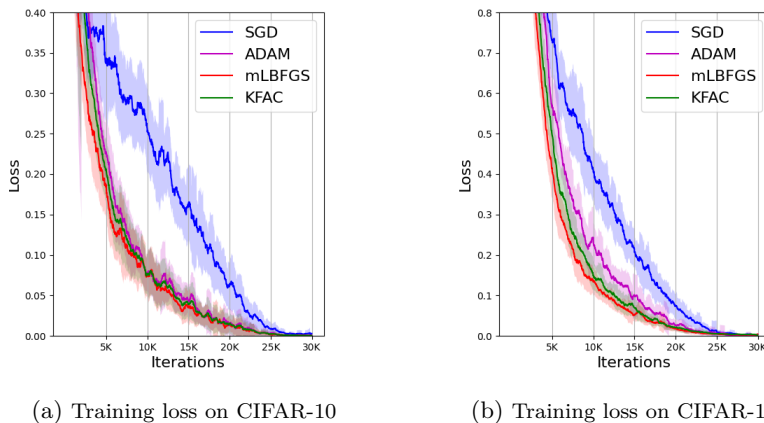 0.40
0.35
0.30
0.25
0.20
0.15
0.10
0.05
0.00
Loss
5K 10K 15K 20K 25K 30K
Iterations
SGD
ADAM
mLBFGS
KFAC
(a) Training loss on CIFAR-10
0.8
0.7
0.6
0.5
0.4
0.3
0.2
0.1
0.0
Loss
5K 10K 15K 20K 25K 30K
Iterations
SGD
ADAM
mLBFGS
KFAC
(b) Training loss on CIFAR-1